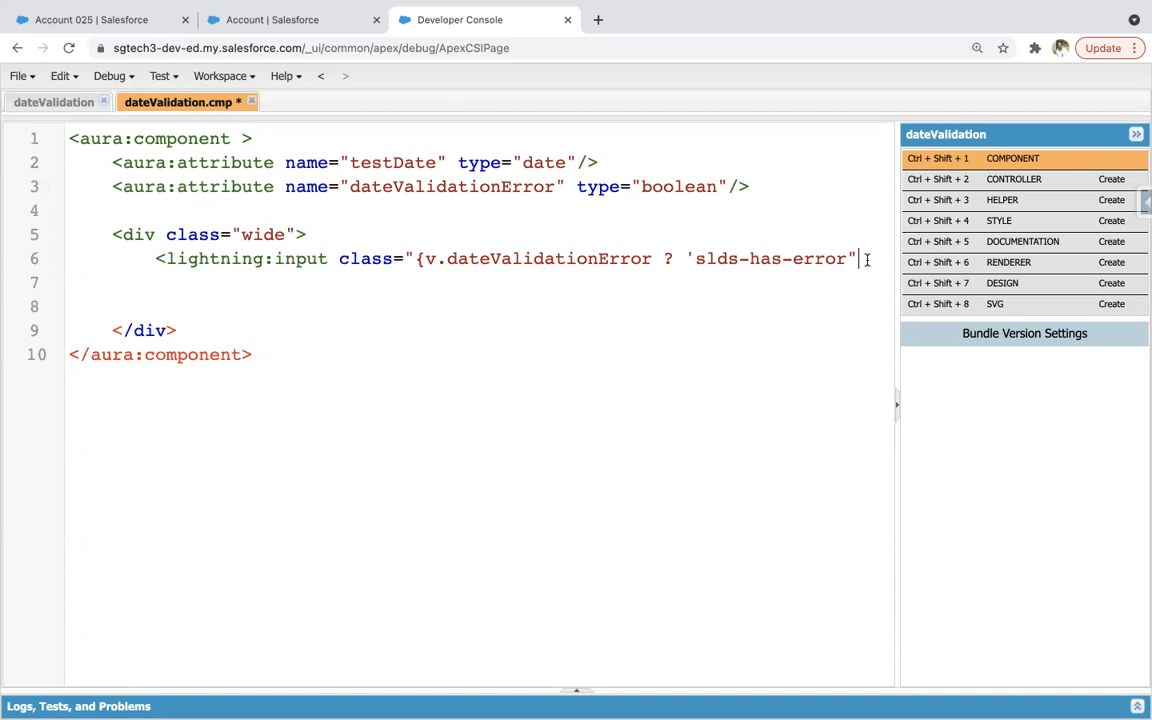 Account 025 | Salesforce
Account | Salesforce
Developer Console
sgtech3-dev-ed.my.salesforce.com/_ui/common/apex/debug/ApexCSIPage
Update
File Edit Debug Test Workspace Help < >
dateValidation
dateValidation.cmp *
1 <aura:component >
2 <aura:attribute name="testDate" type="date"/>
3 <aura:attribute name="dateValidationError" type="boolean"/>
4
5 <div class="wide">
6 <lightning:input class="{v.dateValidationError ? 'slds-has-error"
7
8
9 </div>
10 </aura:component>
dateValidation
Ctrl + Shift + 1 COMPONENT
Ctrl + Shift + 2 CONTROLLER Create
Ctrl + Shift + 3 HELPER Create
Ctrl + Shift + 4 STYLE Create
Ctrl + Shift + 5 DOCUMENTATION Create
Ctrl + Shift + 6 RENDERER Create
Ctrl + Shift + 7 DESIGN Create
Ctrl + Shift + 8 SVG Create
Bundle Version Settings
Logs, Tests, and Problems